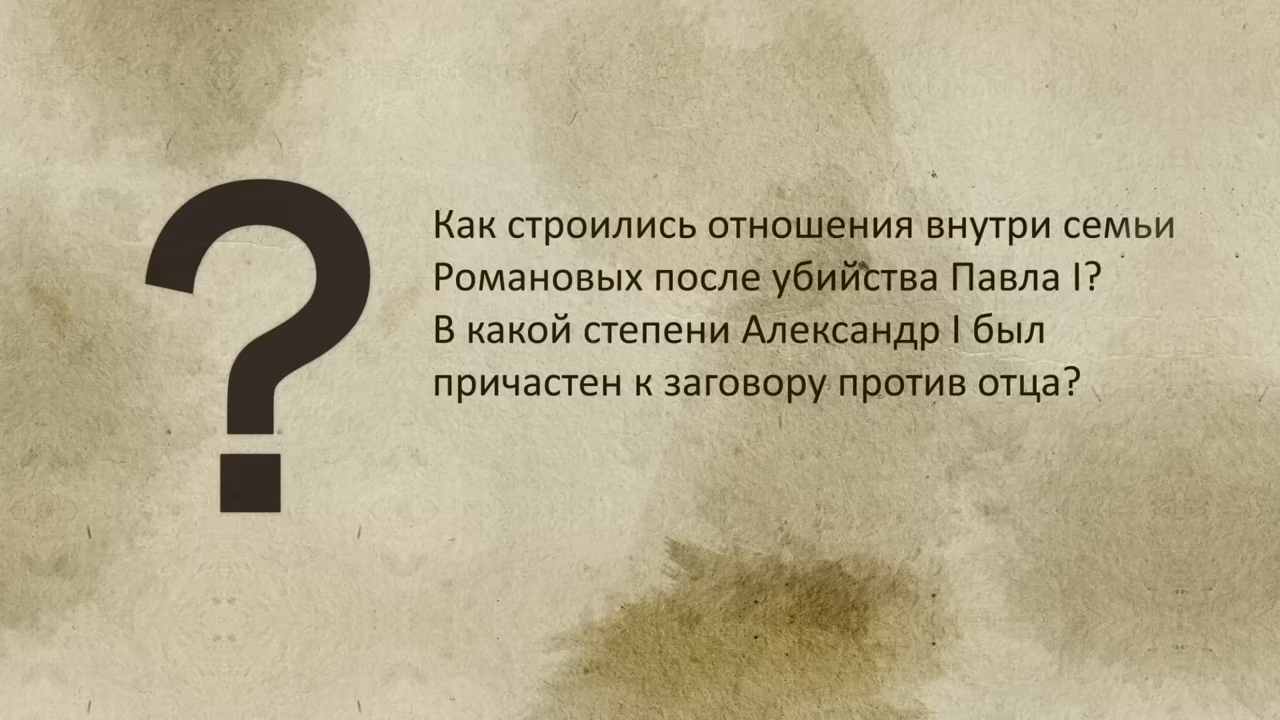 ?
Как строились отношения внутри семьи
Романовых после убийства Павла I?
В какой степени Александр I был
причастен к заговору против отца?